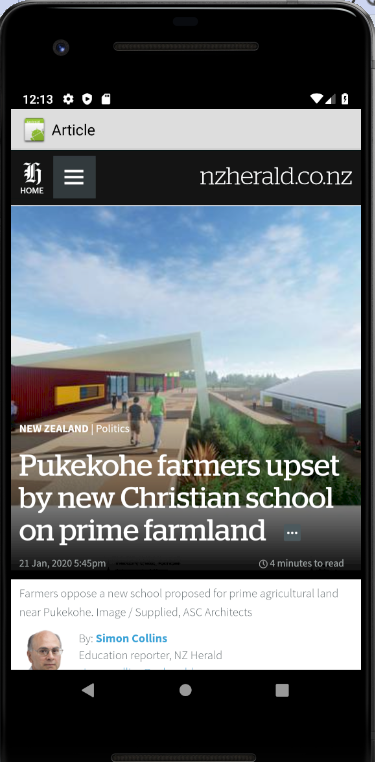 12:13
Article
HOME
nzherald.co.nz
NEW ZEALAND | Politics
Pukekohe farmers upset
by new Christian school
on prime farmland
21 Jan, 2020 5:45pm
4 minutes to read
Farmers oppose a new school proposed for prime agricultural land
near Pukekohe. Image / Supplied, ASC Architects
By: Simon Collins
Education reporter, NZ Herald